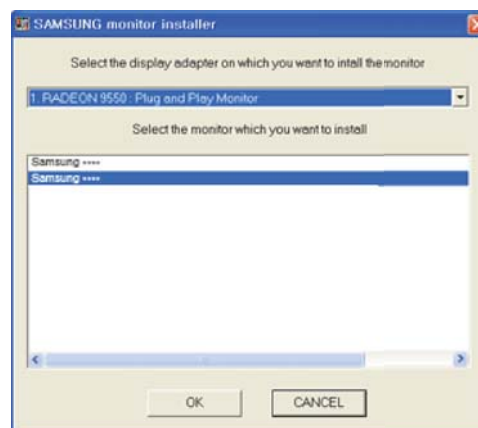 SAMSUNG monitor installer
Select the display adapter on which you want to intall the monitor
1. RADEON 9550 : Plug and Play Monitor
Select the monitor which you want to install
Samsung ****
Samsung ****
OK
CANCEL